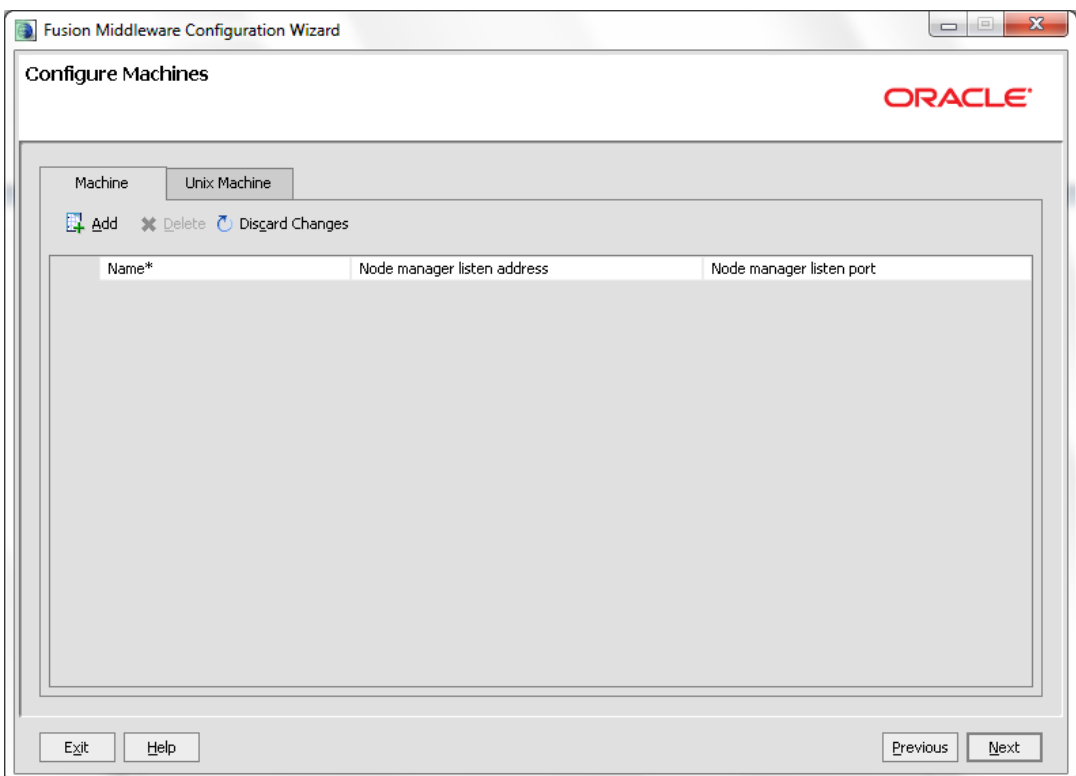 Fusion Middleware Configuration Wizard
Configure Machines
ORACLE
Machine Unix Machine
Add Delete Discard Changes
Name* Node manager listen address Node manager listen port
Exit Help Previous Next